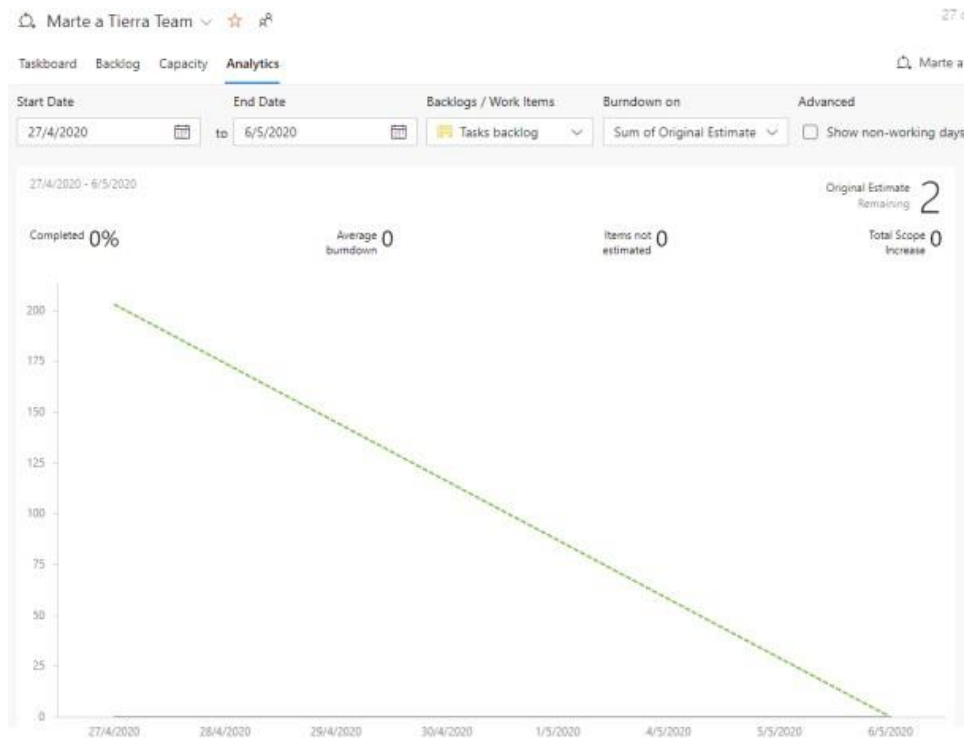 Marte a Tierra Team
27
Taskboard Backlog Capacity Analytics
Marte a
Start Date End Date Backlogs / Work Items Burndown on Advanced
27/4/2020 to 6/5/2020 Tasks backlog Sum of Original Estimate Show non-working days
27/4/2020 - 6/5/2020
Original Estimate
Remaining 2
Completed 0%
Average
burndown 0
Items not
estimated 0
Total Scope
Increase 0
200
175
150
125
100
75
50
25
0
27/4/2020 28/4/2020 29/4/2020 30/4/2020 1/5/2020 4/5/2020 5/5/2020 6/5/2020